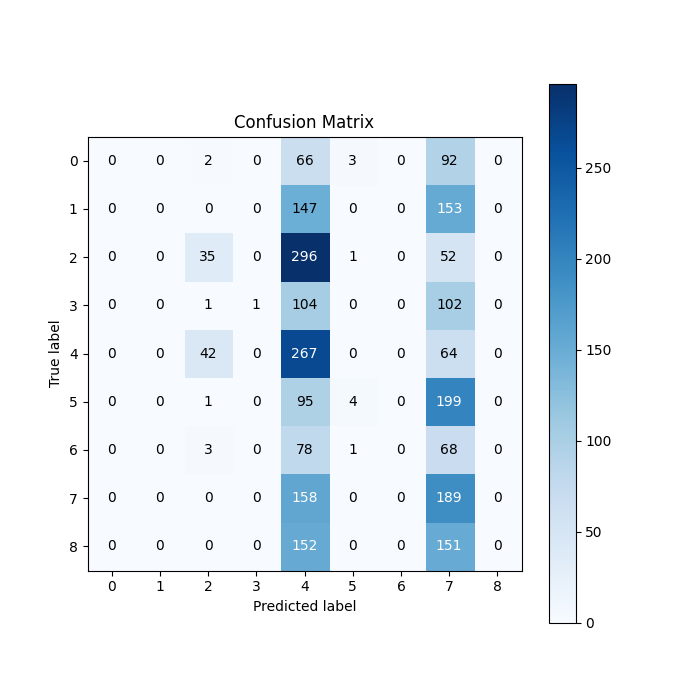 Confusion Matrix
0 0 0 2 0 66 3 0 92 0
1 0 0 0 0 147 0 0 153 0
2 0 0 35 0 296 1 0 52 0
3 0 0 1 1 104 0 0 102 0
4 0 0 42 0 267 0 0 64 0
5 0 0 1 0 95 4 0 199 0
6 0 0 3 0 78 1 0 68 0
7 0 0 0 0 158 0 0 189 0
8 0 0 0 0 152 0 0 151 0
0 1 2 3 4 5 6 7 8
Predicted label
True label
250
200
150
100
50
0